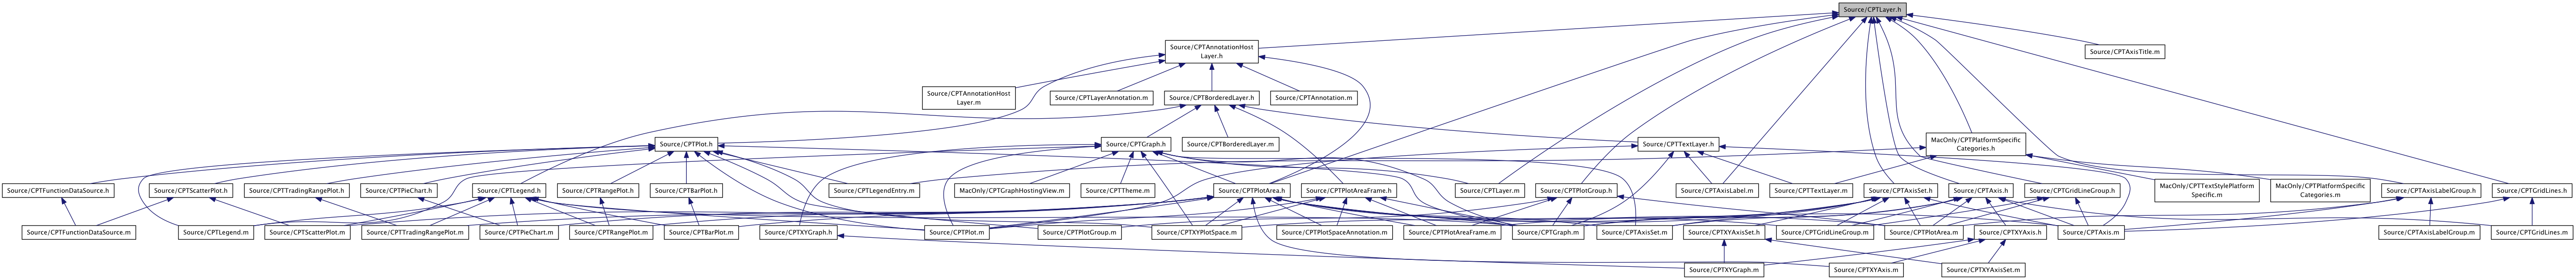 Source/CPTLayer.h
Source/CPTAnnotationHost
Layer.h
Source/CPTAxisTitle.m
Source/CPTAnnotationHost
Layer.m
Source/CPTLayerAnnotation.m
Source/CPTBorderedLayer.h
Source/CPTAnnotation.m
Source/CPTPlot.h
Source/CPTGraph.h
Source/CPTBorderedLayer.m
Source/CPTTextLayer.h
MacOnly/CPTPlatformSpecific
Categories.h
Source/CPTFunctionDataSource.h
Source/CPTScatterPlot.h
Source/CPTTradingRangePlot.h
Source/CPTPieChart.h
Source/CPTLegend.h
Source/CPTRangePlot.h
Source/CPTBarPlot.h
Source/CPTLegendEntry.m
MacOnly/CPTGraphHostingView.m
Source/CPTTheme.m
Source/CPTPlotArea.h
Source/CPTPlotAreaFrame.h
Source/CPTLayer.m
Source/CPTPlotGroup.h
Source/CPTAxisLabel.m
Source/CPTTextLayer.m
Source/CPTAxisSet.h
Source/CPTAxis.h
Source/CPTGridLineGroup.h
MacOnly/CPTTextStylePlatform
Specific.m
MacOnly/CPTPlatformSpecific
Categories.m
Source/CPTAxisLabelGroup.h
Source/CPTGridLines.h
Source/CPTFunctionDataSource.m
Source/CPTLegend.m
Source/CPTScatterPlot.m
Source/CPTTradingRangePlot.m
Source/CPTPieChart.m
Source/CPTRangePlot.m
Source/CPTBarPlot.m
Source/CPTXYGraph.h
Source/CPTPlot.m
Source/CPTPlotGroup.m
Source/CPTXYPlotSpace.m
Source/CPTPlotSpaceAnnotation.m
Source/CPTPlotAreaFrame.m
Source/CPTGraph.m
Source/CPTAxisSet.m
Source/CPTXYAxisSet.h
Source/CPTGridLineGroup.m
Source/CPTPlotArea.m
Source/CPTXYAxis.h
Source/CPTAxis.m
Source/CPTAxisLabelGroup.m
Source/CPTGridLines.m
Source/CPTXYGraph.m
Source/CPTXYAxis.m
Source/CPTXYAxisSet.m